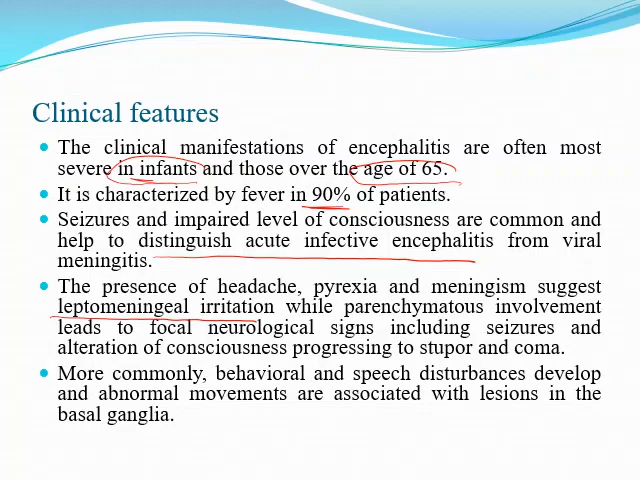 Clinical features
The clinical manifestations of encephalitis are often most
severe in infants and those over the age of 65.
It is characterized by fever in 90% of patients.
Seizures and impaired level of consciousness are common and
help to distinguish acute infective encephalitis from viral
meningitis.
The presence of headache, pyrexia and meningism suggest
leptomeningeal irritation while parenchymatous involvement
leads to focal neurological signs including seizures and
alteration of consciousness progressing to stupor and coma.
More commonly, behavioral and speech disturbances develop
and abnormal movements are associated with lesions in the
basal ganglia.